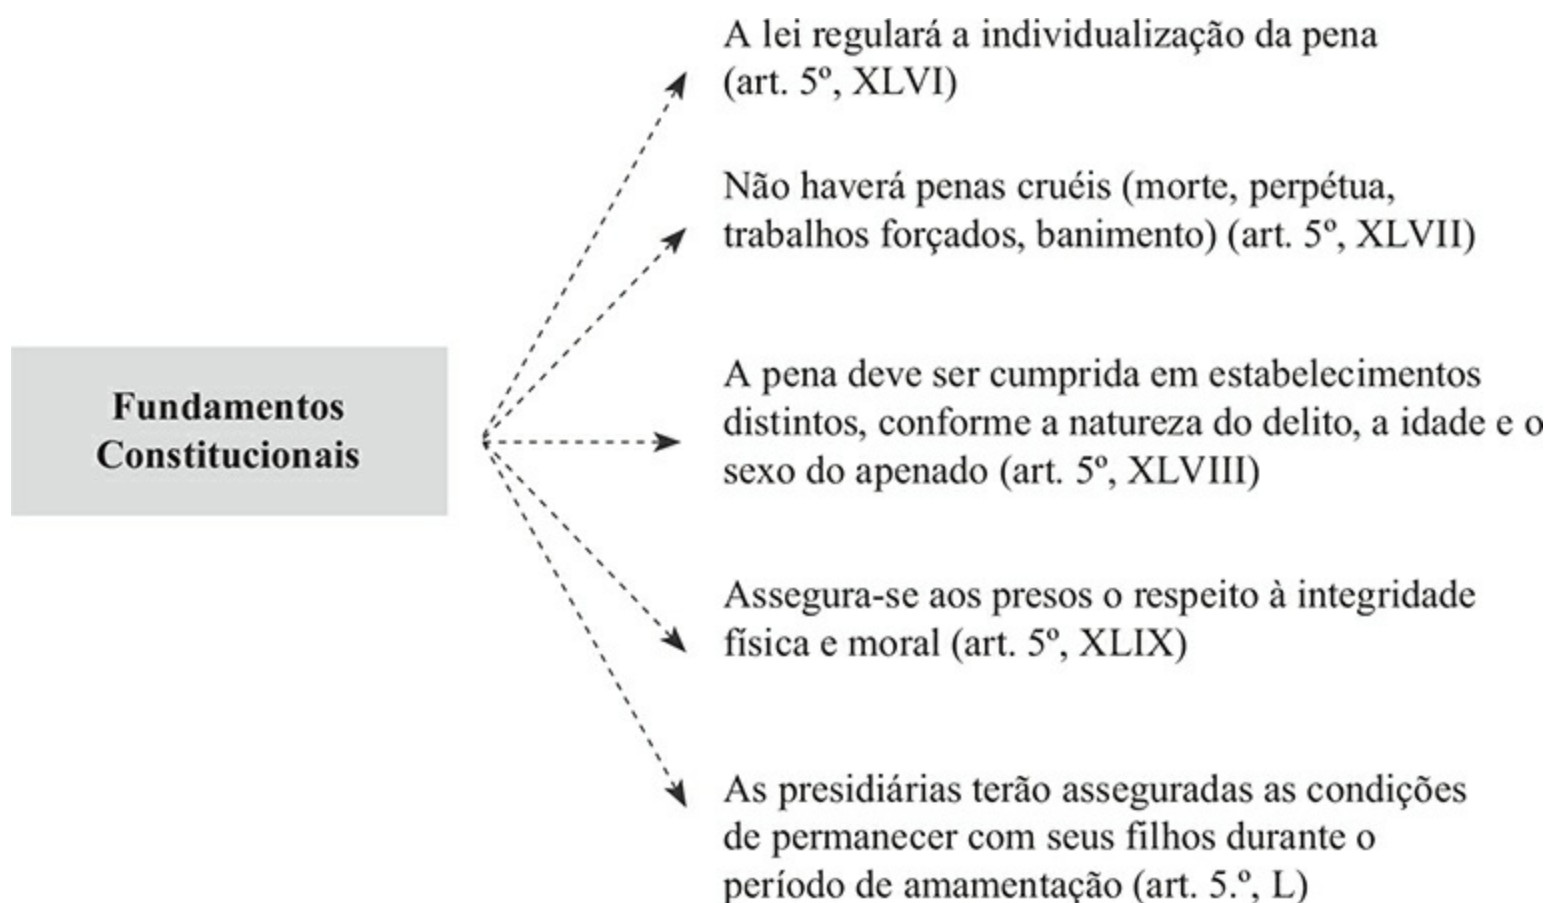 A lei regulará a individualização da pena
(art. 5º, XLVI)
Não haverá penas cruéis (morte, perpétua,
trabalhos forçados, banimento) (art. 5º, XLVII)
Fundamentos
Constitucionais
A pena deve ser cumprida em estabelecimentos
distintos, conforme a natureza do delito, a idade e o
sexo do apenado (art. 5º, XLVIII)
Assegura-se aos presos o respeito à integridade
física e moral (art. 5º, XLIX)
As presidiárias terão asseguradas as condições
de permanecer com seus filhos durante o
período de amamentação (art. 5.º, L)